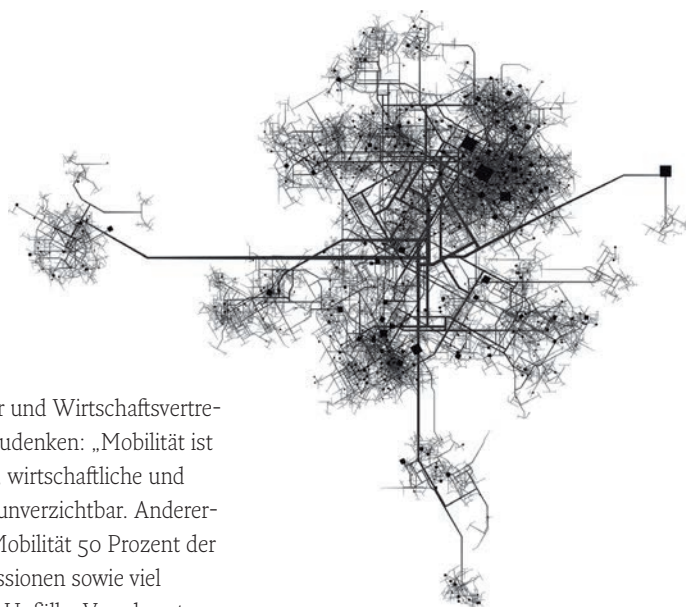 r und Wirtschaftsvertre-
udenken: „Mobilität ist
wirtschaftliche und
unverzichtbar. Anderer-
Mobilität 50 Prozent der
ssionen sowie viel